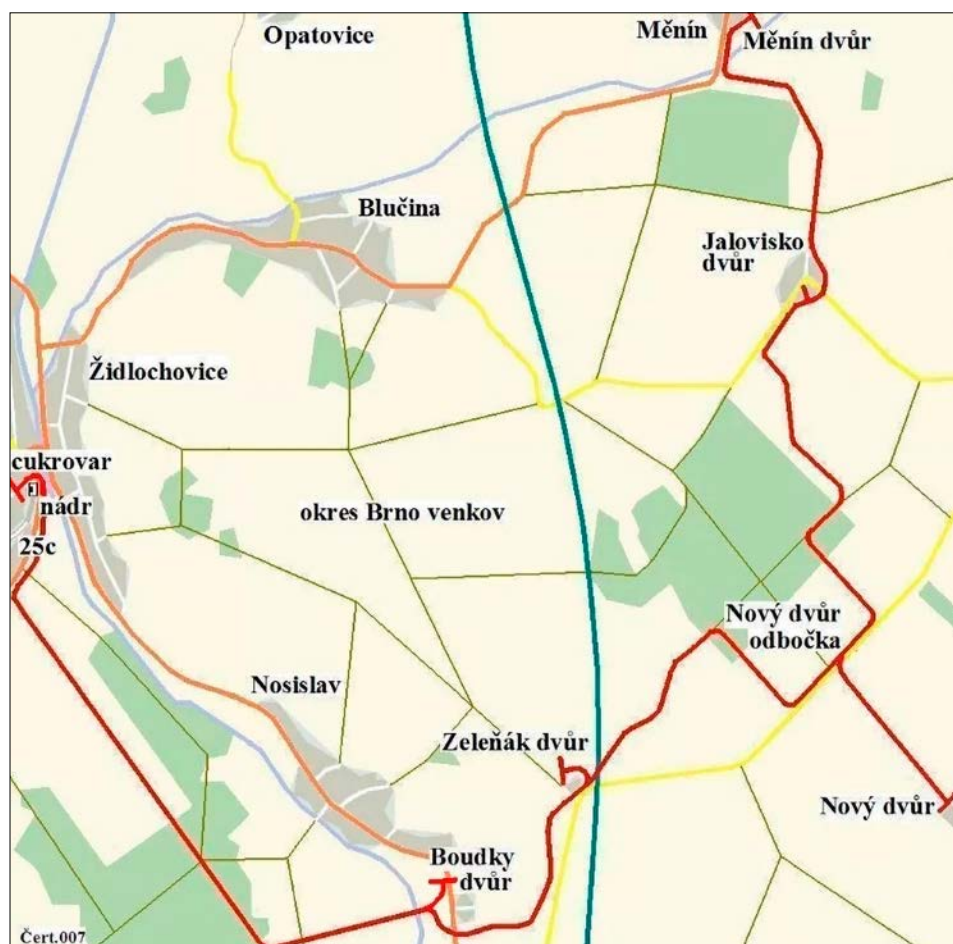 Opatovice
Měnín
Měnín dvůr
Blučina
Jalovisko
dvůr
Židlochovice
cukrovar
nádr
25c
okres Brno venkov
Nový dvůr
odbočka
Nosislav
Zeleňák dvůr
Nový dvůr
Boudky
dvůr
Čert.007